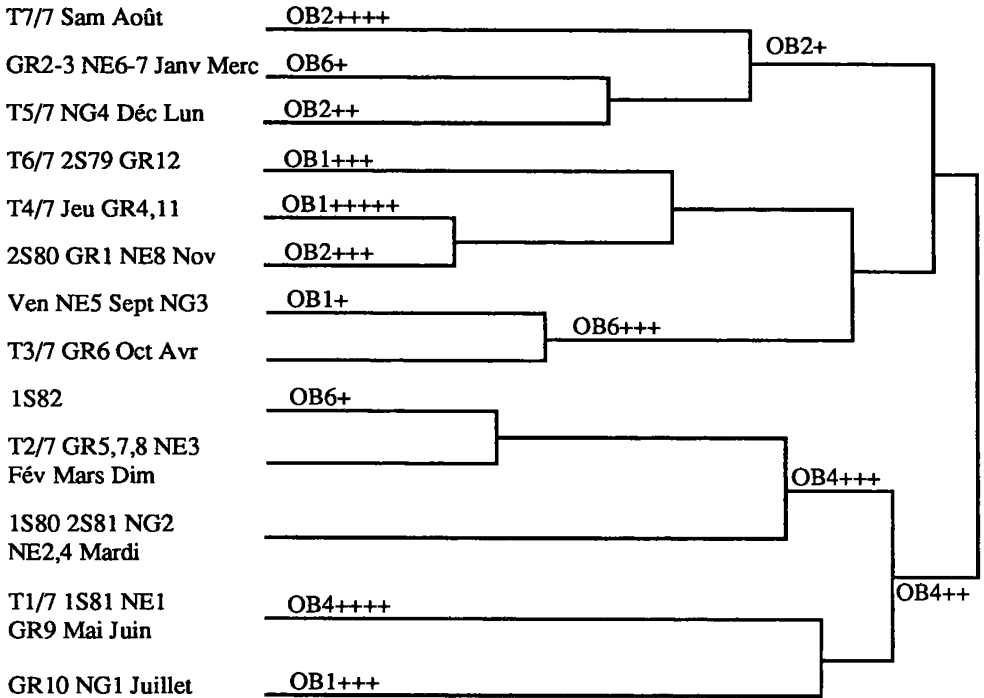 T7/7 Sam Août OB2++++
OB2+
GR2-3 NE6-7 Janv Merc OB6+
T5/7 NG4 Déc Lun OB2++
T6/7 2S79 GR12 OB1+++
T4/7 Jeu GR4,11 OB1+++++
2S80 GR1 NE8 Nov OB2+++
Ven NE5 Sept NG3 OB1+
OB6+++
T3/7 GR6 Oct Avr
1S82 OB6+
T2/7 GR5,7,8 NE3
Fév Mars Dim
OB4+++
1S80 2S81 NG2
NE2,4 Mardi
OB4++
T1/7 1S81 NE1 OB4++++
GR9 Mai Juin
GR10 NG1 Juillet OB1+++